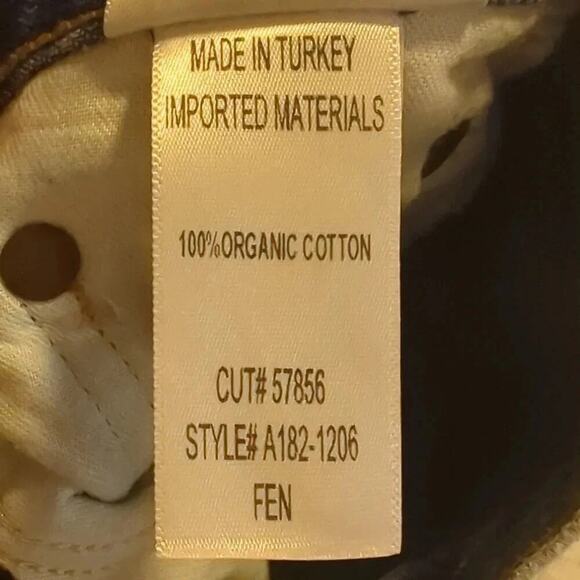 MADE IN TURKEY
IMPORTED MATERIALS
100%ORGANIC COTTON
CUT# 57856
STYLE# A182-1206
FEN